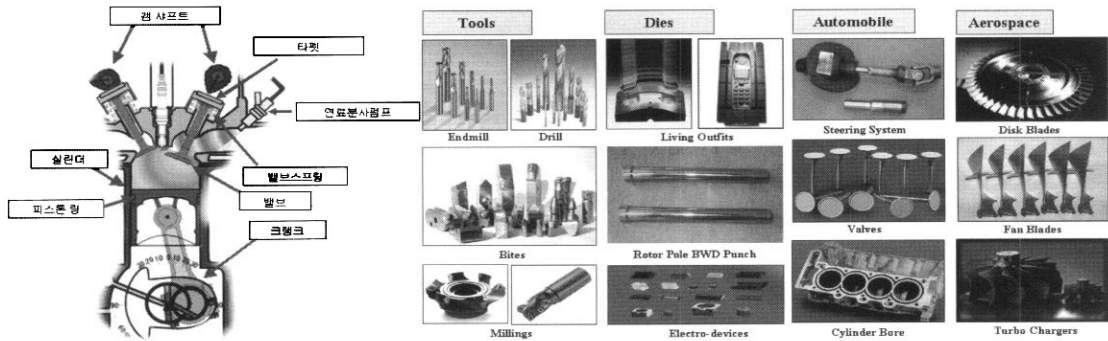 캠 샤프트
타펫
연료분사펌프
실린더
밸브스프링
피스톤 링
밸브
크랭크
Tools
Dies
Automobile
Aerospace
Endmill
Drill
Living Outfits
Steering System
Disk Blades
Bites
Rotor Pole BWD Punch
Valves
Fan Blades
Millings
Electro-devices
Cylinder Bore
Turbo Chargers